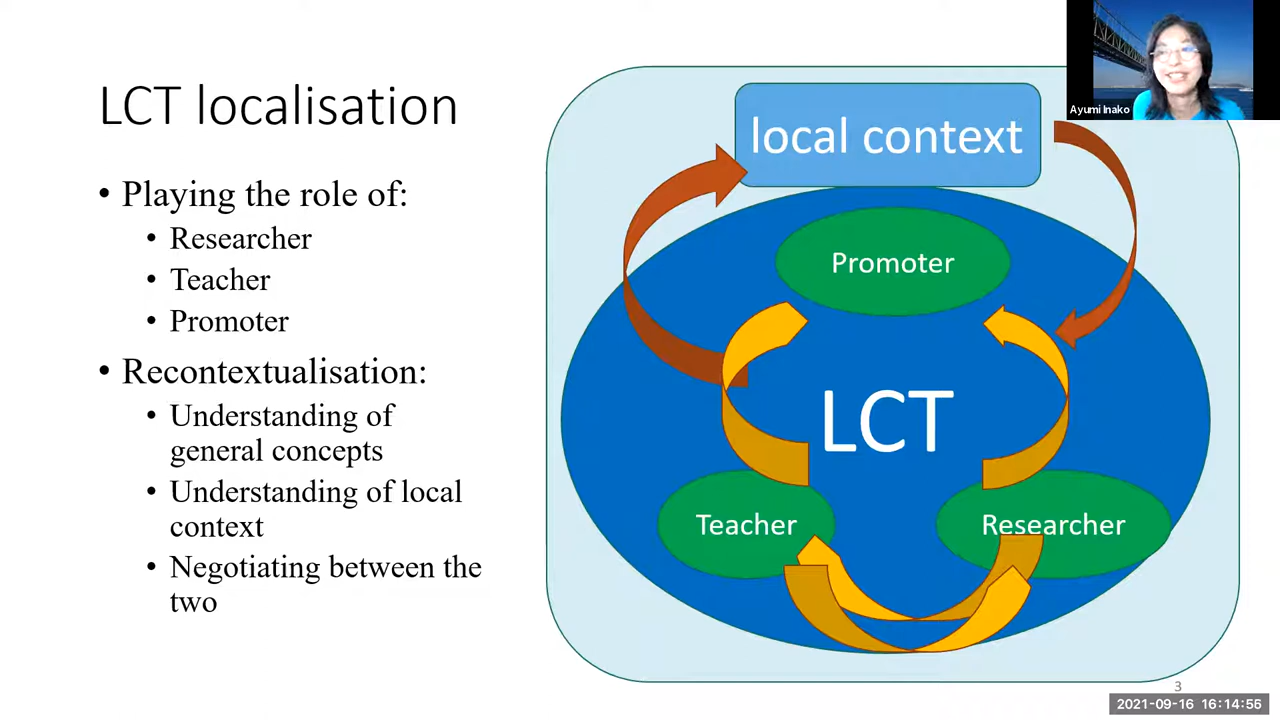 LCT localisation
• Playing the role of:
• Researcher
• Teacher
• Promoter
• Recontextualisation:
• Understanding of
general concepts
• Understanding of local
context
• Negotiating between the
two
local context
Promoter
LCT
Teacher
Researcher
Ayumi Inako
3
2021-09-16 16:14:56